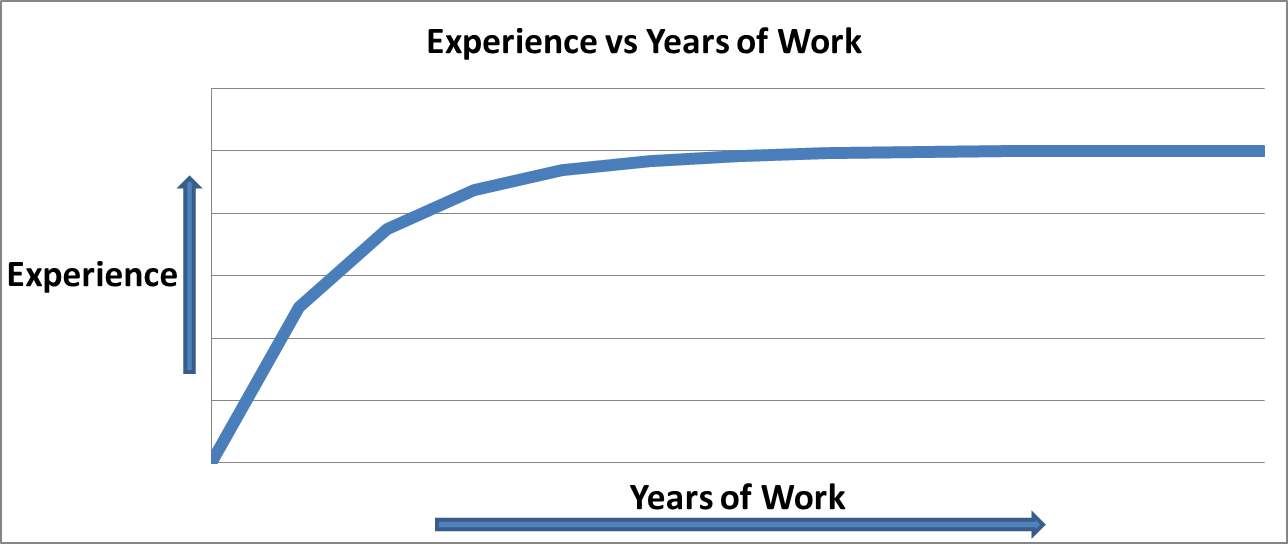 Experience vs Years of Work
Experience
Years of Work